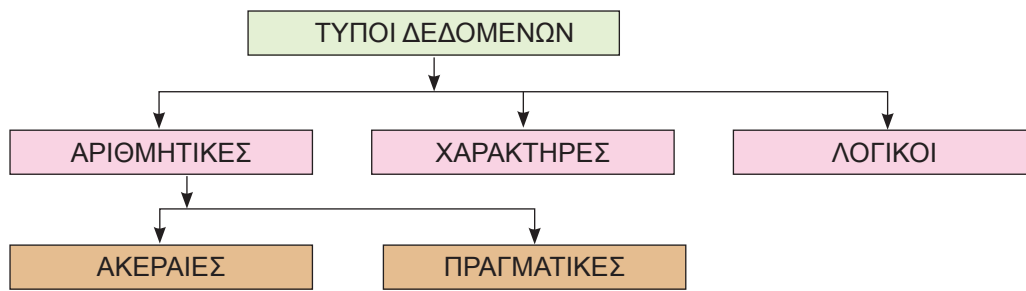 ΤΥΠΟΙ ΔΕΔΟΜΕΝΩΝ
ΑΡΙΘΜΗΤΙΚΕΣ
ΧΑΡΑΚΤΗΡΕΣ
ΛΟΓΙΚΟΙ
ΑΚΕΡΑΙΕΣ
ΠΡΑΓΜΑΤΙΚΕΣ